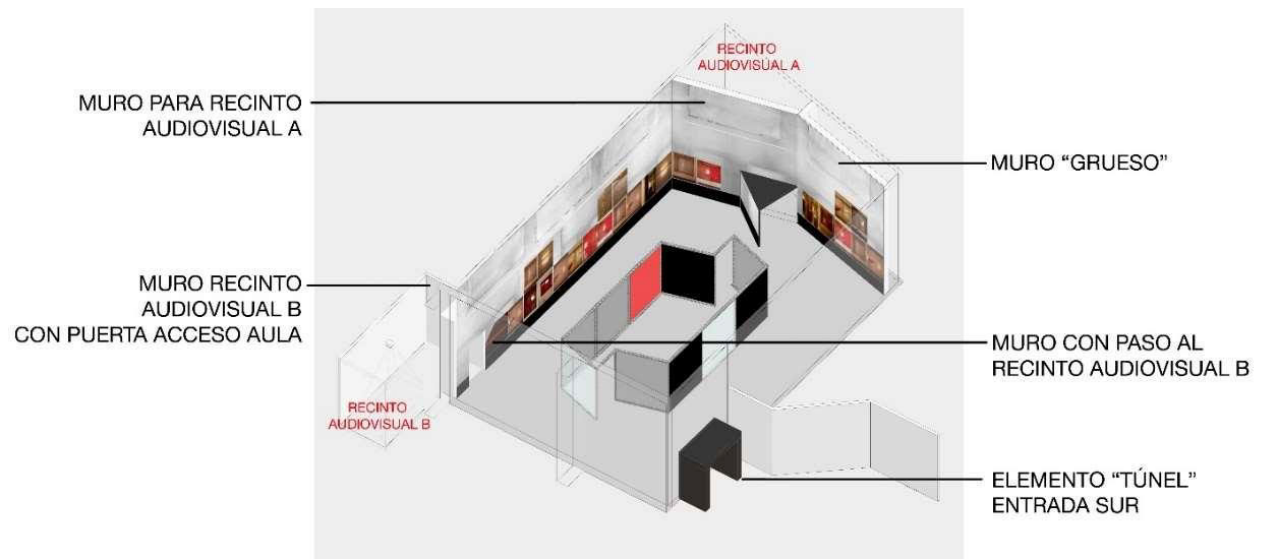 RECINTO
AUDIOVISUAL A
MURO PARA RECINTO
AUDIOVISUAL A
MURO “GRUESO”
MURO RECINTO
AUDIOVISUAL B
CON PUERTA ACCESO AULA
MURO CON PASO AL
RECINTO AUDIOVISUAL B
RECINTO
AUDIOVISUAL B
ELEMENTO “TÚNEL”
ENTRADA SUR